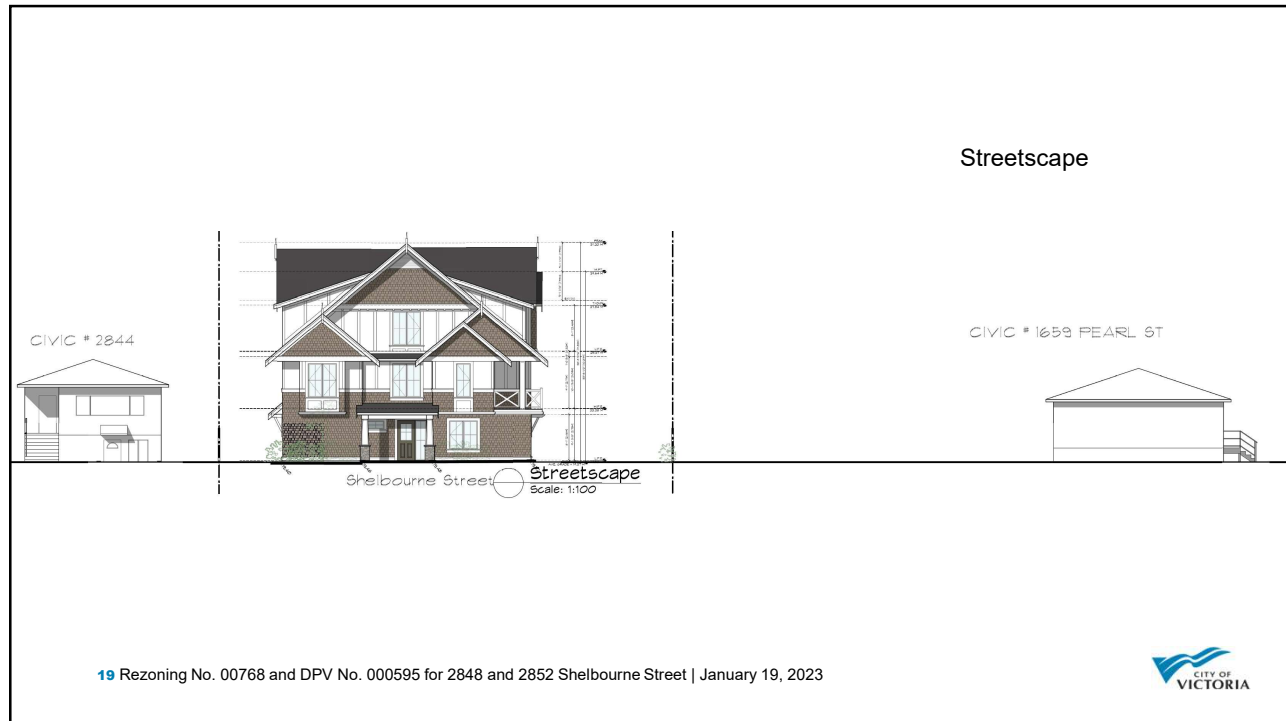 Streetscape
CIVIC # 2844
CIVIC # 1659 PEARL ST
Shelbourne Street
Streetscape
Scale: 1:100
19 Rezoning No. 00768 and DPV No. 000595 for 2848 and 2852 Shelbourne Street | January 19, 2023
CITY OF
VICTORIA